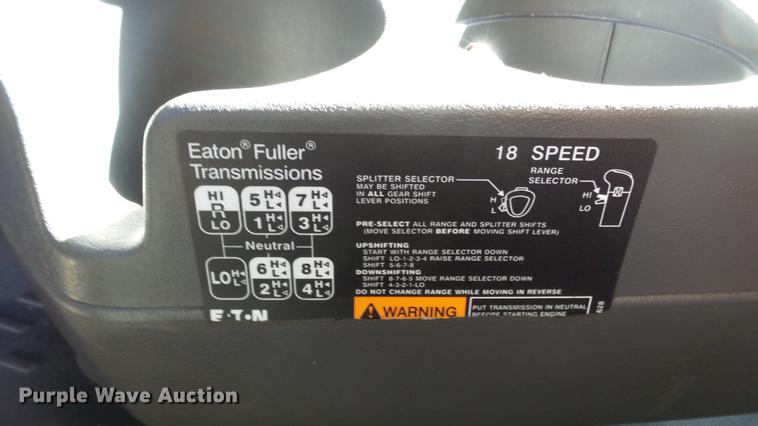 Eaton® Fuller®
Transmissions
18 SPEED
HI
R
LO
5 H L
1 H L
7 H L
3 H L
Neutral
LO H L
6 H L
2 H L
8 H L
4 H L
EATON
SPLITTER SELECTOR
MAY BE SHIFTED
IN ALL GEAR SHIFT
LEVER POSITIONS
H
L
RANGE
SELECTOR
HI
LO
PRE-SELECT ALL RANGE AND SPLITTER SHIFTS
(MOVE SELECTOR BEFORE MOVING SHIFT LEVER)
UPSHIFTING
START WITH RANGE SELECTOR DOWN
SHIFT LO-1-2-3-4 RAISE RANGE SELECTOR
SHIFT 5-6-7-8
DOWNSHIFTING
SHIFT 8-7-6-5 MOVE RANGE SELECTOR DOWN
SHIFT 4-3-2-1-LO
DO NOT CHANGE RANGE WHILE MOVING IN REVERSE
WARNING
PUT TRANSMISSION IN NEUTRAL
BEFORE STARTING ENGINE
Purple Wave Auction